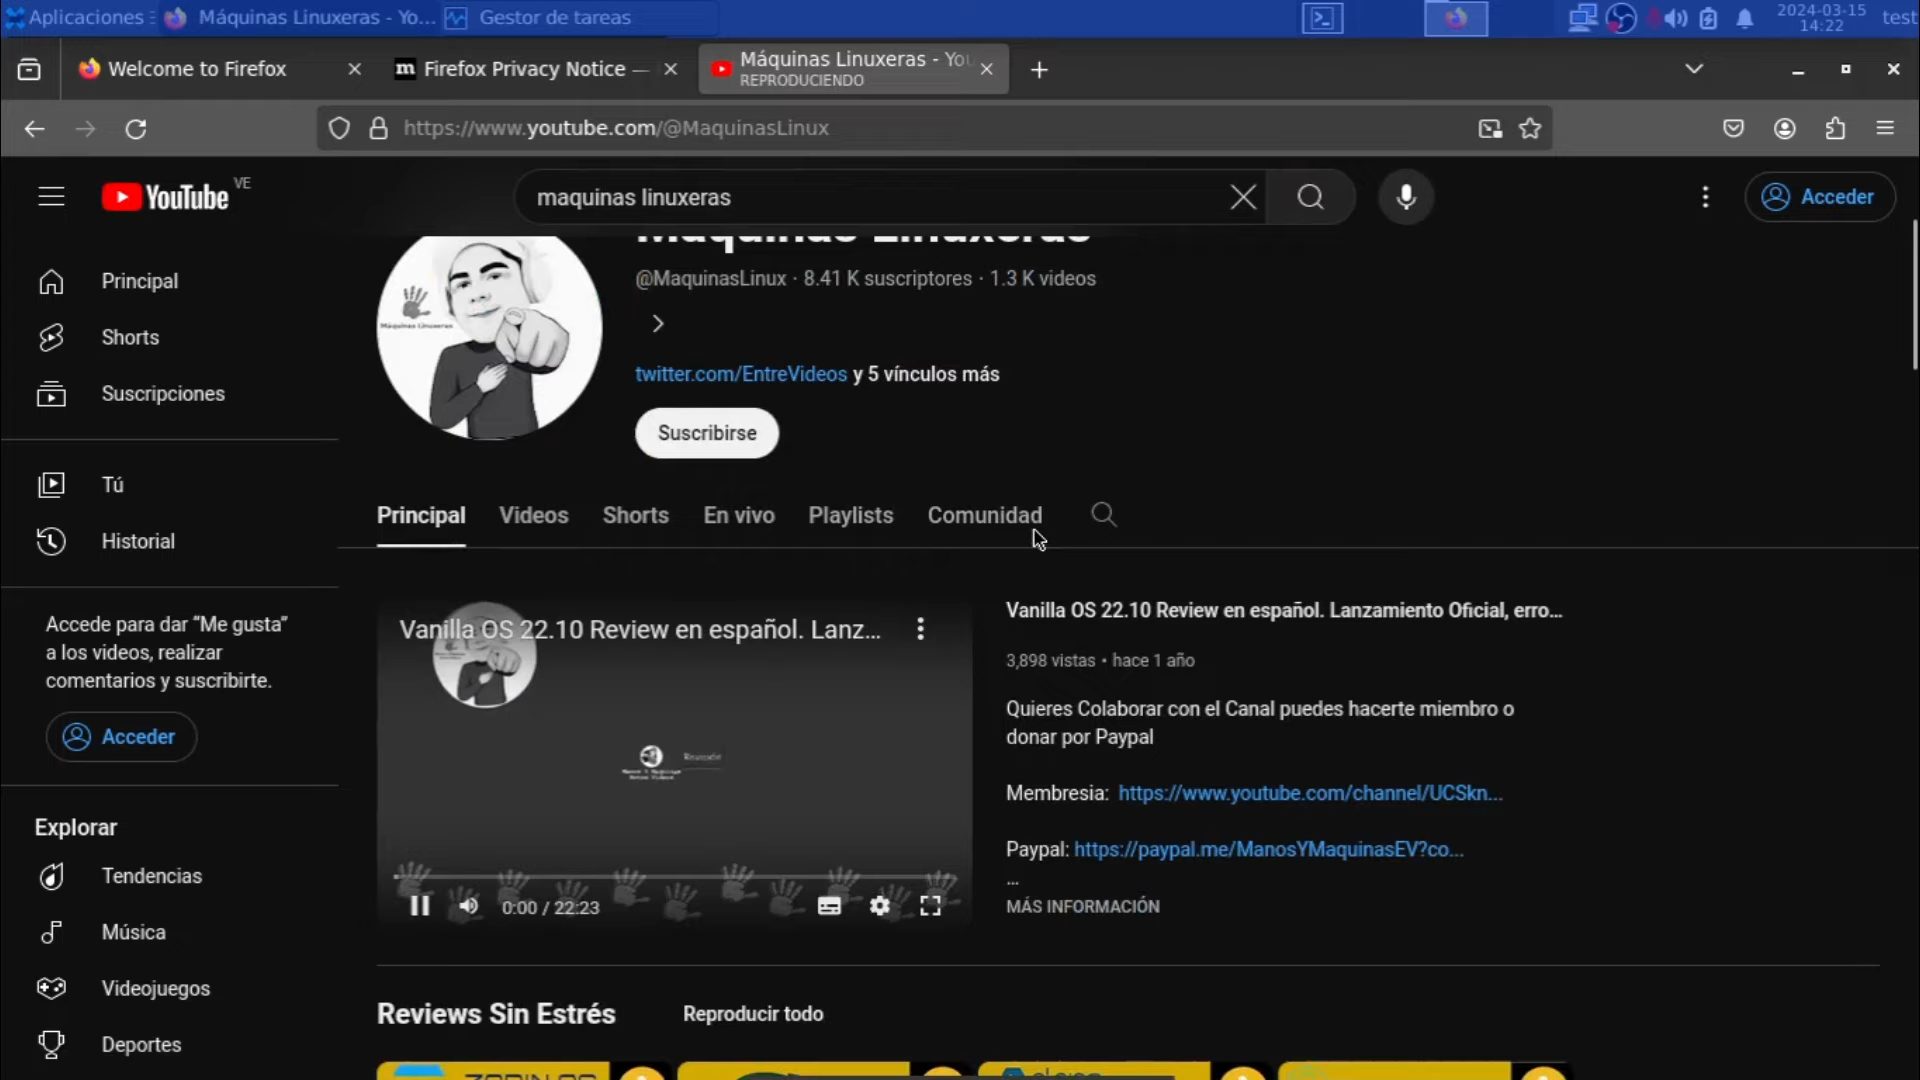 Aplicaciones
Máquinas Linuxeras - Yo...
Gestor de tareas
2024-03-15
14:22
test
Welcome to Firefox
m Firefox Privacy Notice —
Máquinas Linuxeras - You
REPRODUCIENDO
https://www.youtube.com/@MaquinasLinux
YouTube VE
maquinas linuxeras
Acceder
Máquinas Linuxeras
@MaquinasLinux · 8.41 K suscriptores · 1.3 K videos
twitter.com/EntreVideos y 5 vínculos más
Suscribirse
Principal
Shorts
Suscripciones
Tú
Historial
Accede para dar “Me gusta”
a los videos, realizar
comentarios y suscribirte.
Acceder
Explorar
Tendencias
Música
Videojuegos
Deportes
Máquinas Linuxeras
Principal Videos Shorts En vivo Playlists Comunidad
Vanilla OS 22.10 Review en español. Lanz...
0:00 / 22:23
Vanilla OS 22.10 Review en español. Lanzamiento Oficial, erro...
3,898 vistas • hace 1 año
Quieres Colaborar con el Canal puedes hacerte miembro o
donar por Paypal
Membresia: https://www.youtube.com/channel/UCSkn...
Paypal: https://paypal.me/ManosYMaquinasEV?co...
...
MÁS INFORMACIÓN
Reviews Sin Estrés
Reproducir todo